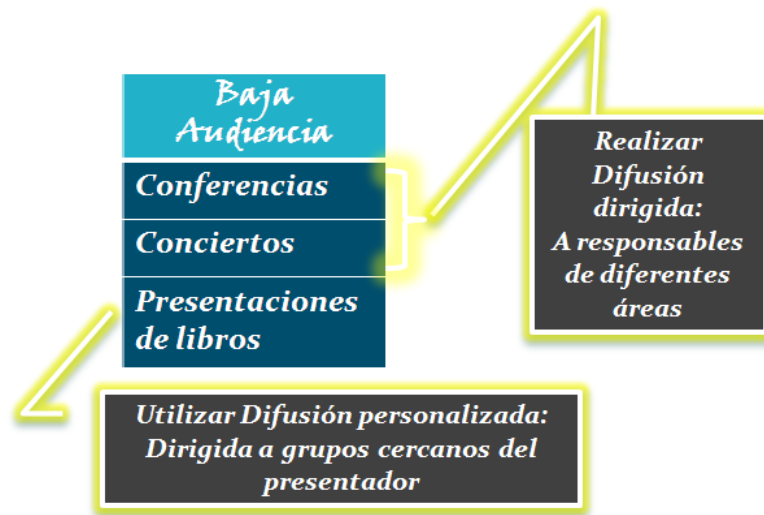 Baja
Audiencia
Conferencias
Conciertos
Presentaciones
de libros
Realizar
Difusión
dirigida:
A responsables
de diferentes
áreas
Utilizar Difusión personalizada:
Dirigida a grupos cercanos del
presentador